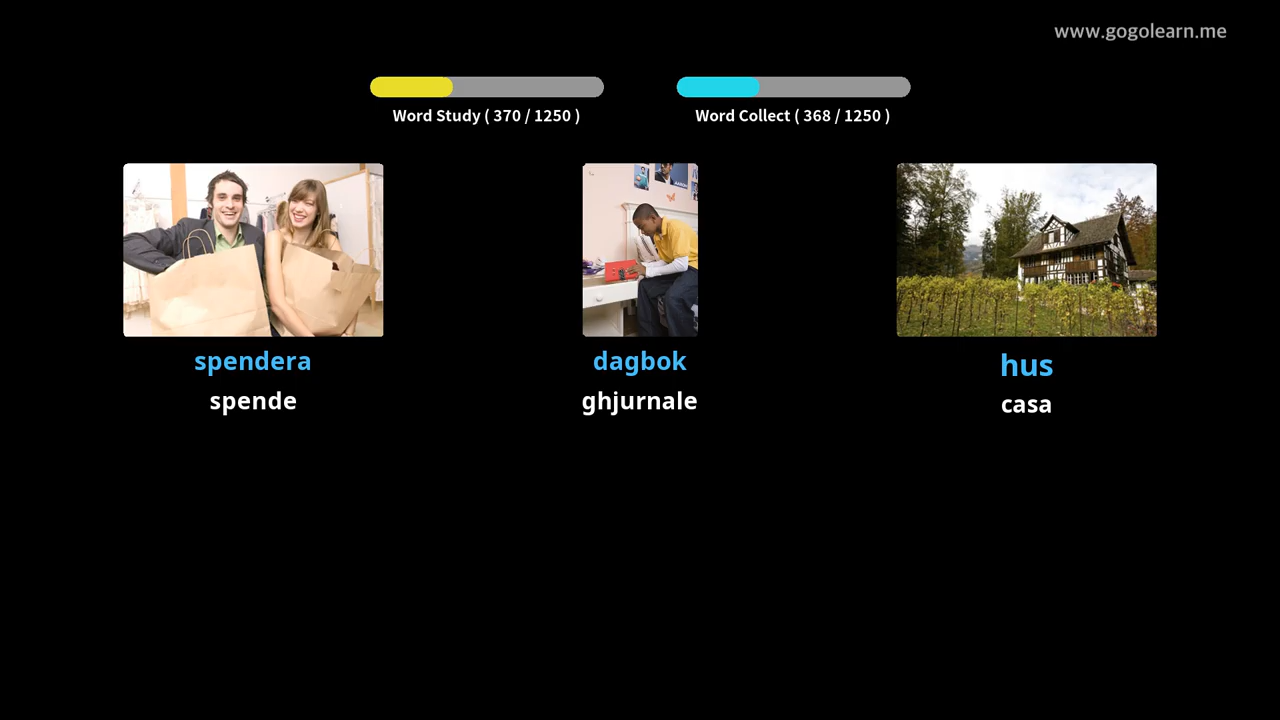 www.gogolearn.me
Word Study ( 370 / 1250 )
Word Collect ( 368 / 1250 )
spendera
dagbok
hus
spende
ghjurnale
casa